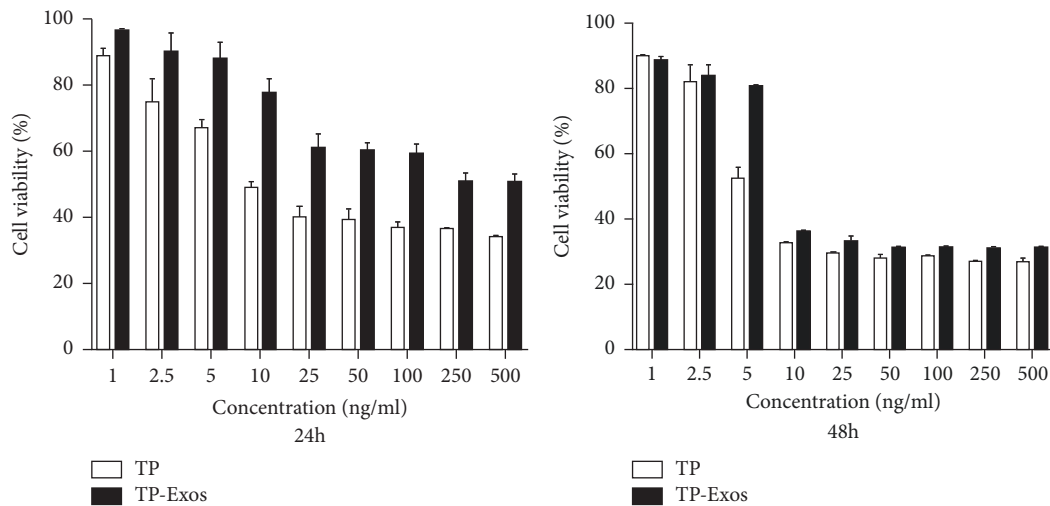 100
80
60
40
20
0
Cell viability (%)
1 2.5 5 10 25 50 100 250 500
Concentration (ng/ml)
24h
TP
TP-Exos
100
80
60
40
20
0
Cell viability (%)
1 2.5 5 10 25 50 100 250 500
Concentration (ng/ml)
48h
TP
TP-Exos